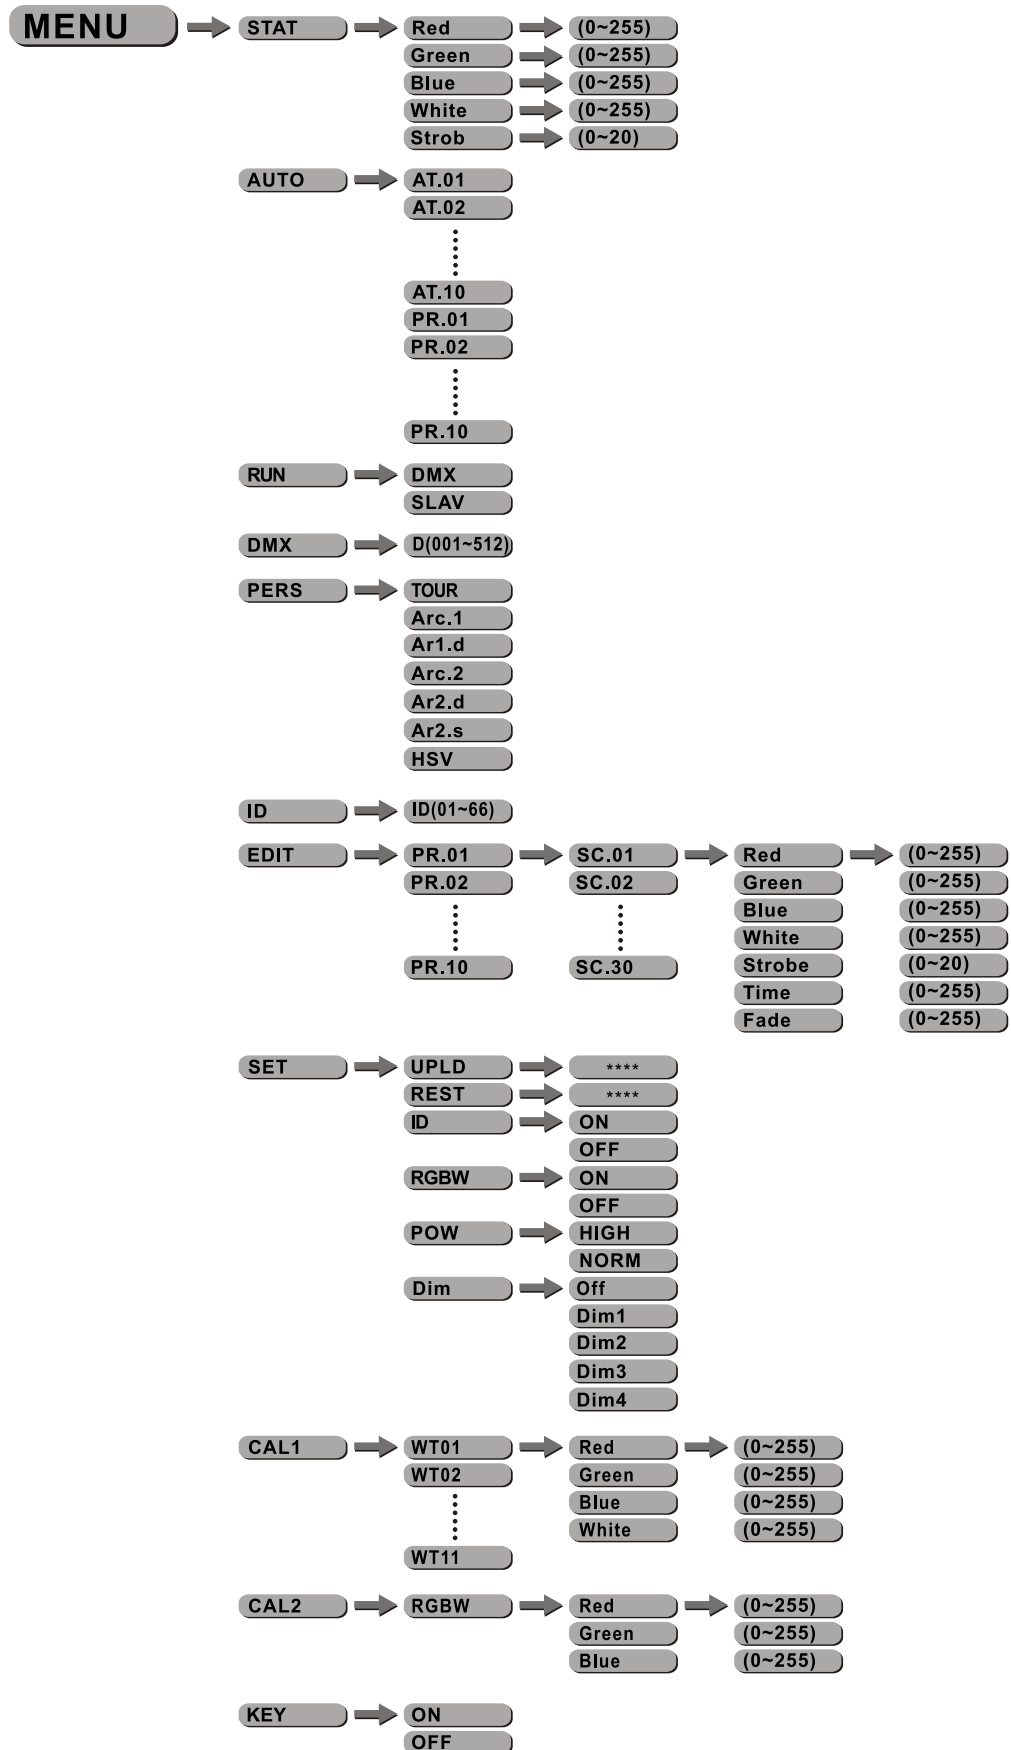 MENU STAT Red (0~255)
Green (0~255)
Blue (0~255)
White (0~255)
Strob (0~20)
AUTO AT.01
AT.02
AT.10
PR.01
PR.02
PR.10
RUN DMX
SLAV
DMX D(001~512)
PERS TOUR
Arc.1
Ar1.d
Arc.2
Ar2.d
Ar2.s
HSV
ID ID(01~66)
EDIT PR.01 SC.01 Red (0~255)
PR.02 SC.02 Green (0~255)
Blue (0~255)
White (0~255)
PR.10 SC.30 Strobe (0~20)
Time (0~255)
Fade (0~255)
SET UPLD ****
REST ****
ID ON
OFF
RGBW ON
OFF
POW HIGH
NORM
Dim Off
Dim1
Dim2
Dim3
Dim4
CAL1 WT01 Red (0~255)
WT02 Green (0~255)
Blue (0~255)
White (0~255)
WT11
CAL2 RGBW Red (0~255)
Green (0~255)
Blue (0~255)
KEY ON
OFF